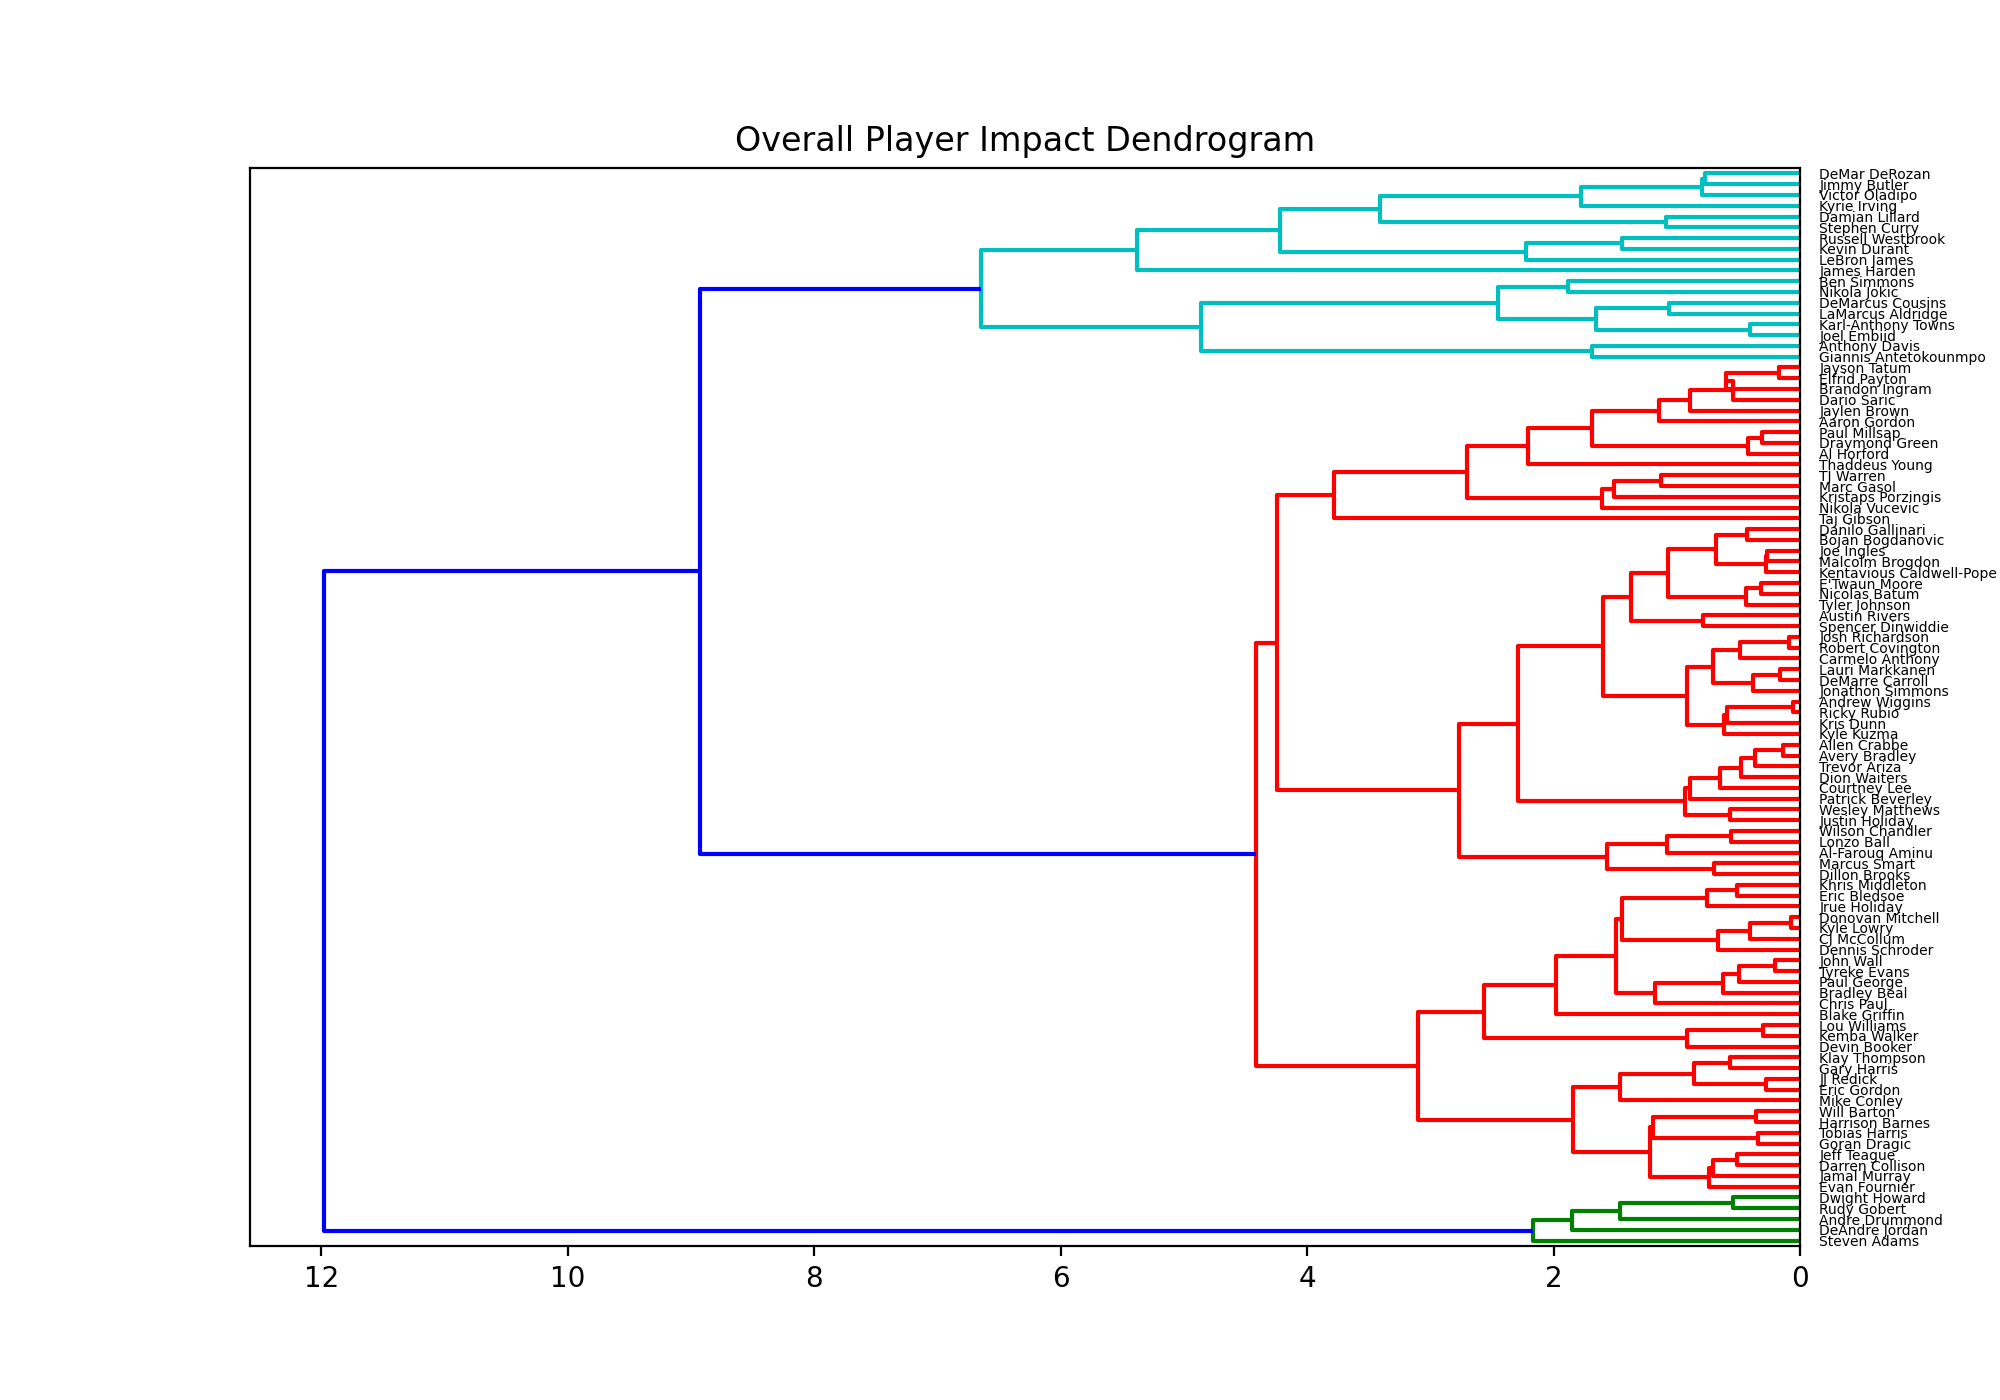 Overall Player Impact Dendrogram
DeMar DeRozan
Jimmy Butler
Victor Oladipo
Kyrie Irving
Damian Lillard
Stephen Curry
Russell Westbrook
Kevin Durant
LeBron James
James Harden
Ben Simmons
Nikola Jokic
DeMarcus Cousins
LaMarcus Aldridge
Karl-Anthony Towns
Joel Embiid
Anthony Davis
Giannis Antetokounmpo
Jayson Tatum
Elfrid Payton
Brandon Ingram
Dario Saric
Jaylen Brown
Aaron Gordon
Paul Millsap
Draymond Green
Al Horford
Thaddeus Young
TJ Warren
Marc Gasol
Kristaps Porzingis
Nikola Vucevic
Taj Gibson
Danilo Gallinari
Bojan Bogdanovic
Joe Ingles
Malcolm Brogdon
Kentavious Caldwell-Pope
E'Twaun Moore
Nicolas Batum
Tyler Johnson
Austin Rivers
Spencer Dinwiddie
Josh Richardson
Robert Covington
Carmelo Anthony
Lauri Markkanen
DeMarre Carroll
Jonathon Simmons
Andrew Wiggins
Ricky Rubio
Kris Dunn
Kyle Kuzma
Allen Crabbe
Avery Bradley
Trevor Ariza
Dion Waiters
Courtney Lee
Patrick Beverley
Wesley Matthews
Justin Holiday
Wilson Chandler
Lonzo Ball
Al-Farouq Aminu
Marcus Smart
Dillon Brooks
Khris Middleton
Eric Bledsoe
Jrue Holiday
Donovan Mitchell
Kyle Lowry
CJ McCollum
Dennis Schroder
John Wall
Tyreke Evans
Paul George
Bradley Beal
Chris Paul
Blake Griffin
Lou Williams
Kemba Walker
Devin Booker
Klay Thompson
Gary Harris
JJ Redick
Eric Gordon
Mike Conley
Will Barton
Harrison Barnes
Tobias Harris
Goran Dragic
Jeff Teague
Darren Collison
Jamal Murray
Evan Fournier
Dwight Howard
Rudy Gobert
Andre Drummond
DeAndre Jordan
Steven Adams
12 10 8 6 4 2 0